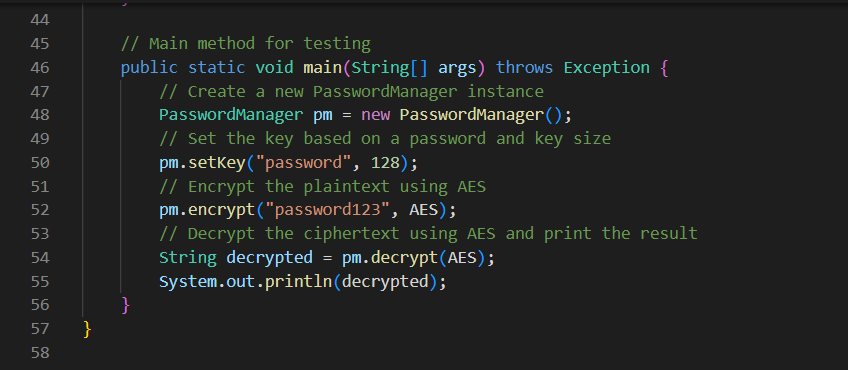 44
45 // Main method for testing
46 public static void main(String[] args) throws Exception {
47 // Create a new PasswordManager instance
48 PasswordManager pm = new PasswordManager();
49 // Set the key based on a password and key size
50 pm.setKey("password", 128);
51 // Encrypt the plaintext using AES
52 pm.encrypt("password123", AES);
53 // Decrypt the ciphertext using AES and print the result
54 String decrypted = pm.decrypt(AES);
55 System.out.println(decrypted);
56 }
57 }
58